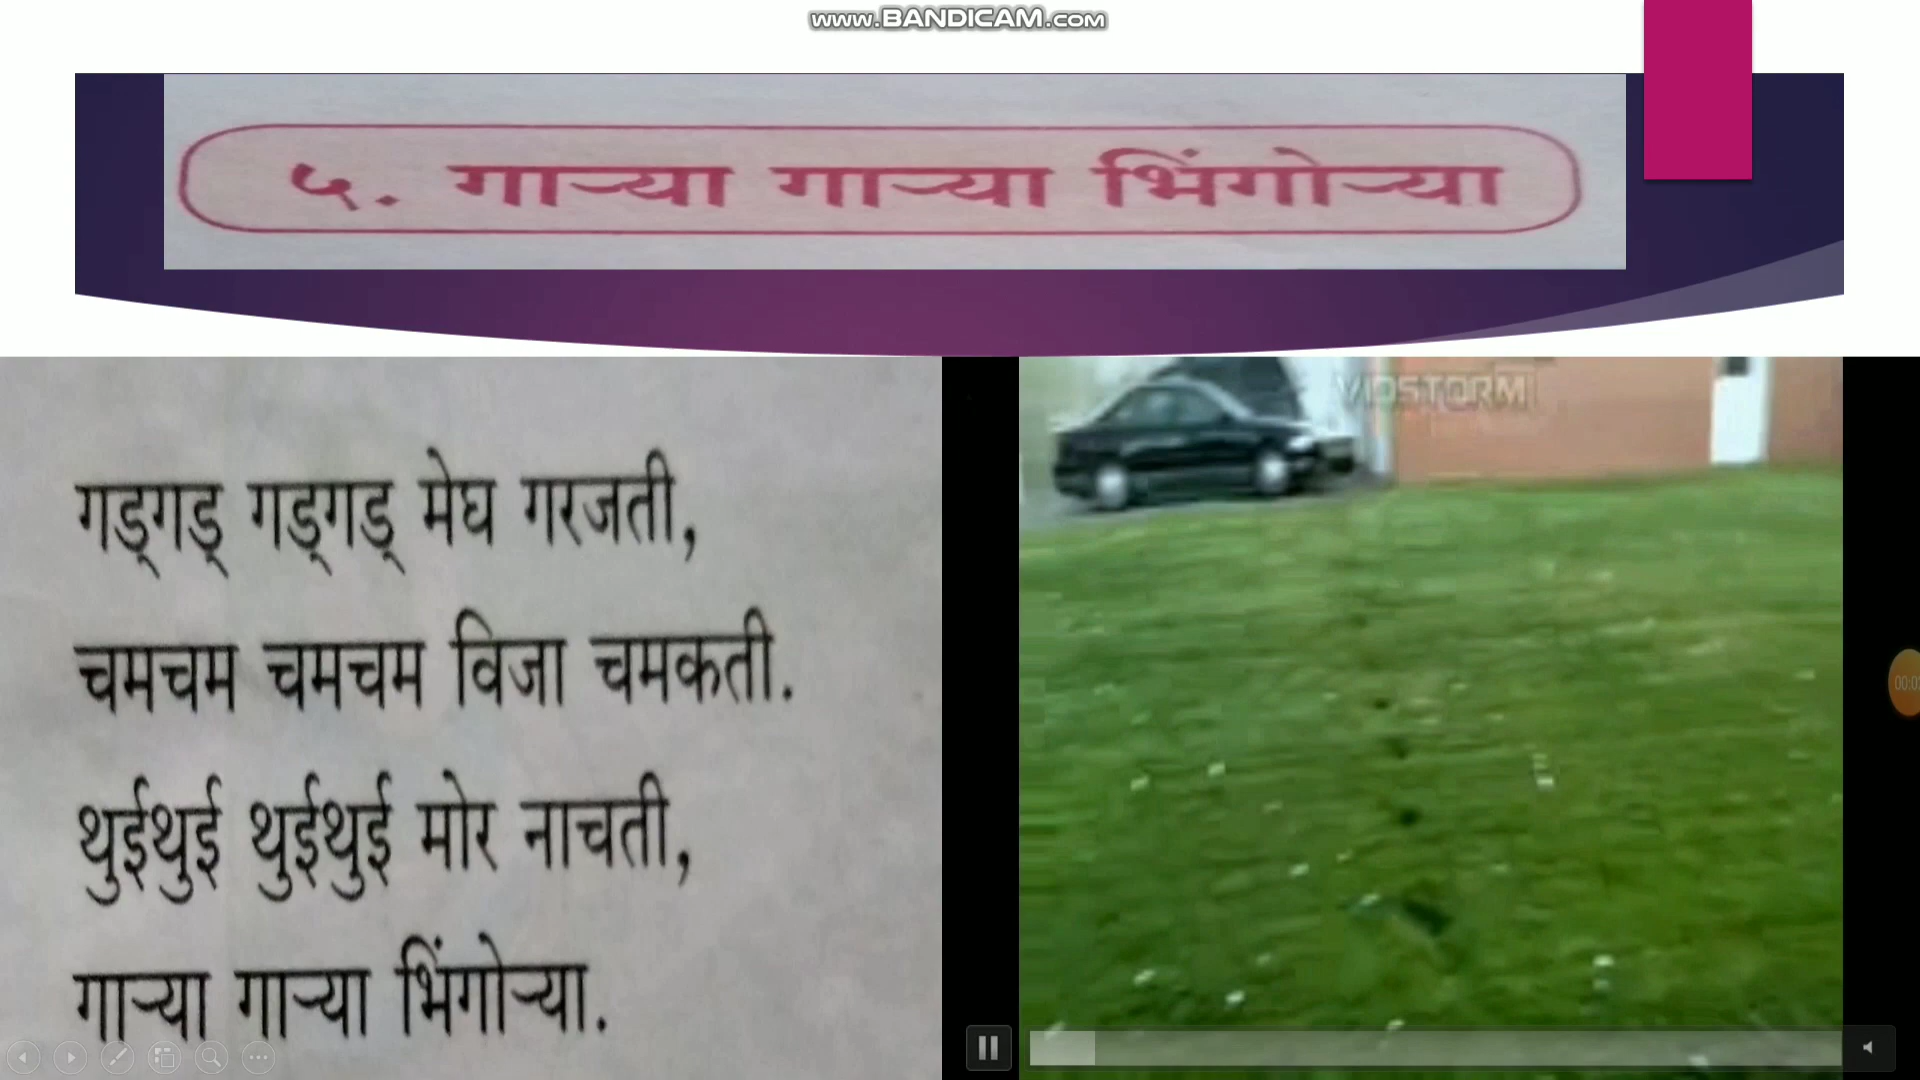 www.BANDICAM.com
५. गाऱ्या गाऱ्या भिंगोऱ्या
गड्गड् गड्गड् मेघ गरजती,
चमचम चमचम विजा चमकती.
थुईथुई थुईथुई मोर नाचती,
गाऱ्या गाऱ्या भिंगोऱ्या.
VIDSTORM